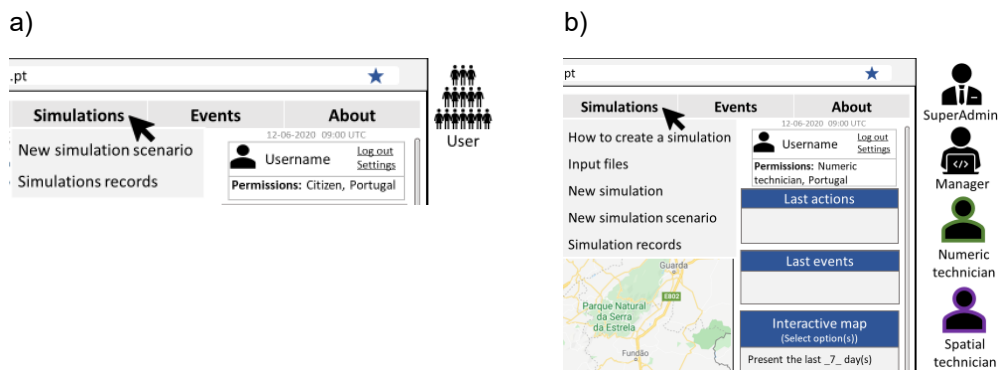 a)
.pt
Simulations
Events
About
New simulation scenario
Simulations records
12-06-2020 09:00 UTC
Username
Log out
Settings
Permissions: Citizen, Portugal
User
b)
pt
Simulations
Events
About
How to create a simulation
Input files
New simulation
New simulation scenario
Simulation records
12-06-2020 09:00 UTC
Username
Log out
Settings
Permissions: Numeric
technician, Portugal
Last actions
Last events
Interactive map
(Select option(s))
Present the last _7_ day(s)
Guarda
E802
Parque Natural
da Serra
da Estrela
Fundão
SuperAdmin
</>
Manager
Numeric
technician
Spatial
technician